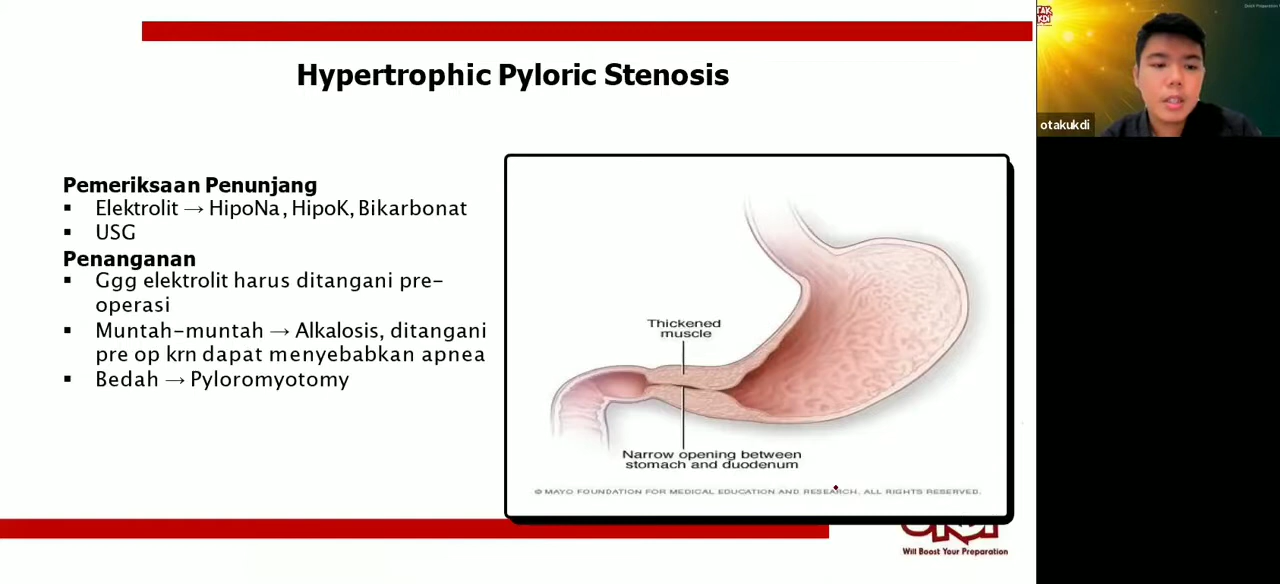 Hypertrophic Pyloric Stenosis
Pemeriksaan Penunjang
▪ Elektrolit → HipoNa, HipoK, Bikarbonat
▪ USG
Penanganan
▪ Ggg elektrolit harus ditangani pre-
operasi
▪ Muntah-muntah → Alkalosis, ditangani
pre op krn dapat menyebabkan apnea
▪ Bedah → Pyloromyotomy
Thickened
muscle
Narrow opening between
stomach and duodenum
© MAYO FOUNDATION FOR MEDICAL EDUCATION AND RESEARCH. ALL RIGHTS RESERVED.
Will Boost Your Preparation
otakukdi